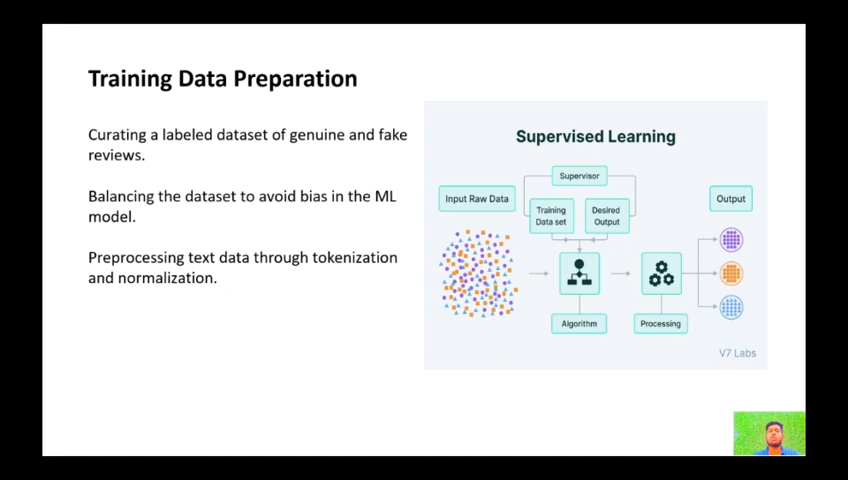 Training Data Preparation
Curating a labeled dataset of genuine and fake
reviews.
Balancing the dataset to avoid bias in the ML
model.
Preprocessing text data through tokenization
and normalization.
Supervised Learning
Supervisor
Input Raw Data
Training
Data set
Desired
Output
Output
Algorithm
Processing
V7 Labs